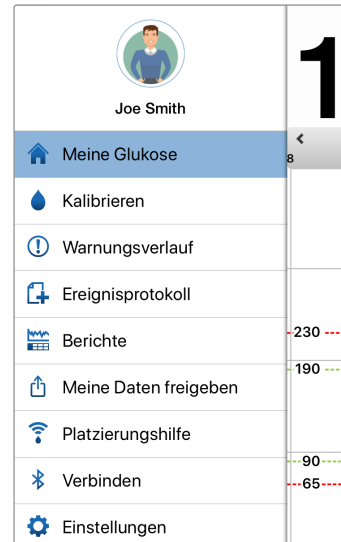 Joe Smith
1
Meine Glukose
8
Kalibrieren
Warnungsverlauf
Ereignisprotokoll
Berichte
230
Meine Daten freigeben
190
Platzierungshilfe
90
Verbinden
65
Einstellungen